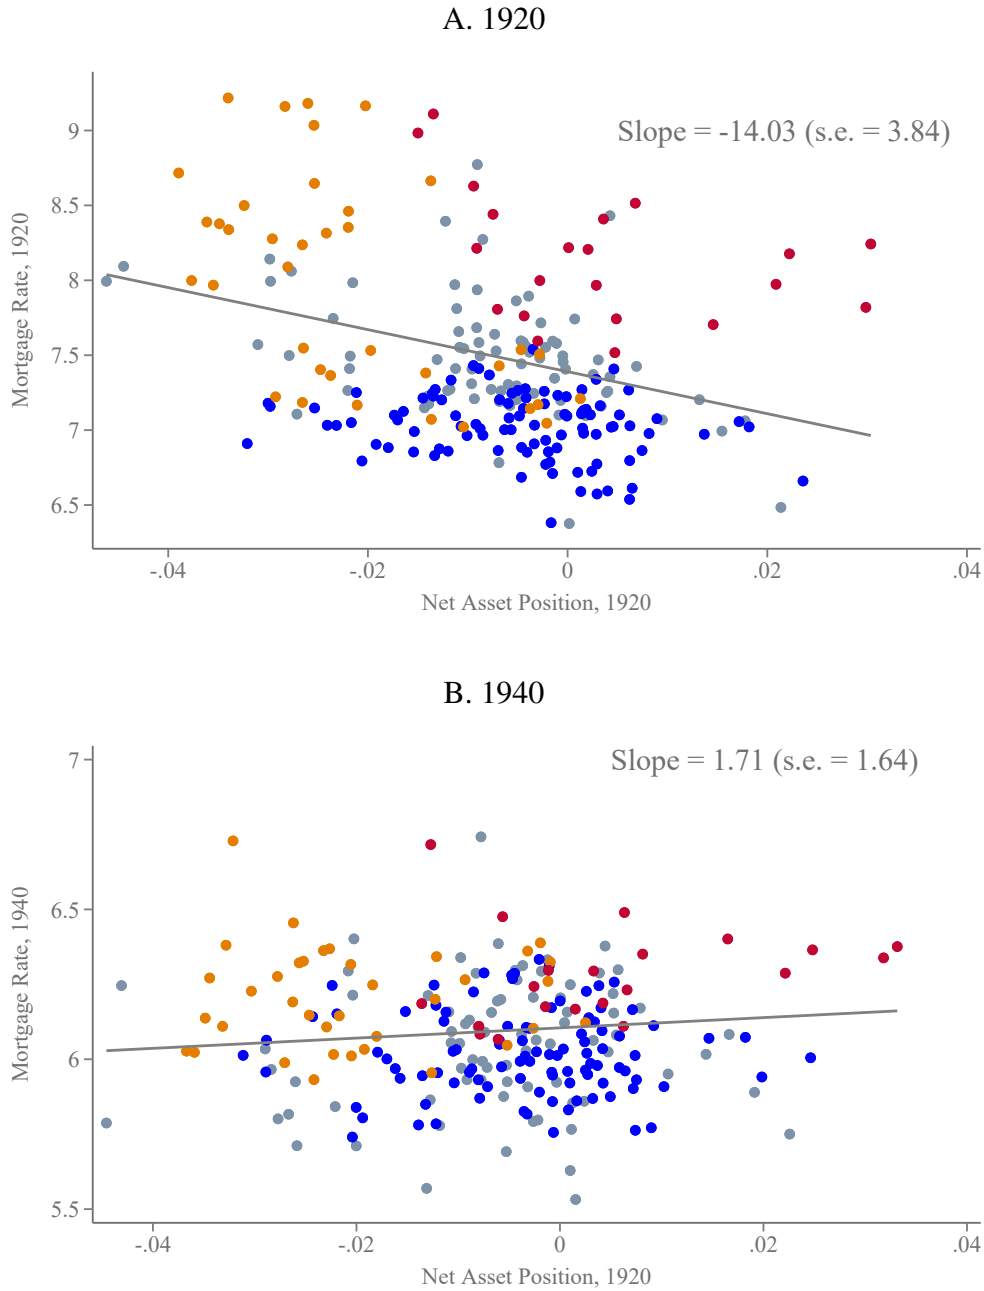 A. 1920
Slope = -14.03 (s.e. = 3.84)
Mortgage Rate, 1920
9
8.5
8
7.5
7
6.5
-.04
-.02
0
.02
.04
Net Asset Position, 1920
B. 1940
Slope = 1.71 (s.e. = 1.64)
Mortgage Rate, 1940
7
6.5
6
5.5
-.04
-.02
0
.02
.04
Net Asset Position, 1920